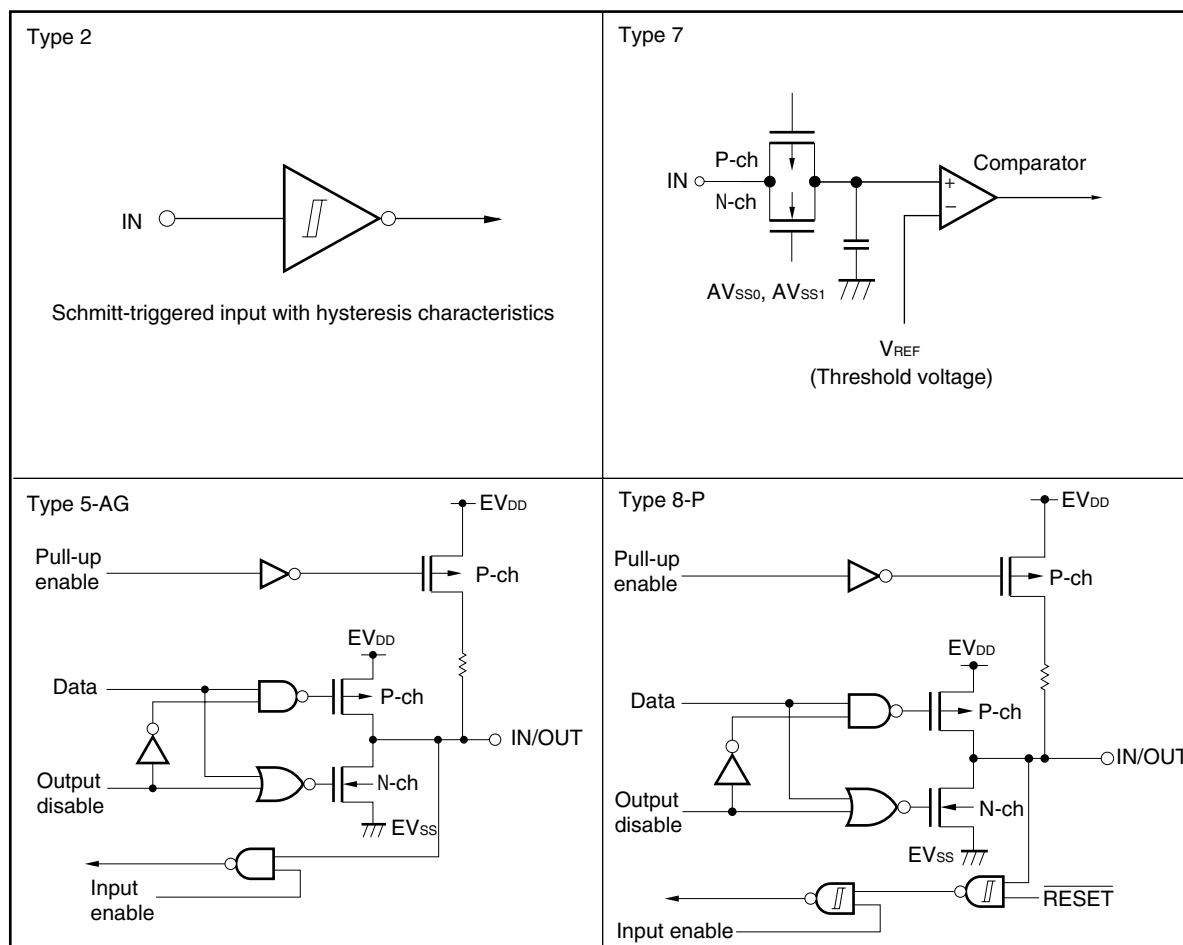 Type 2
IN
Schmitt-triggered input with hysteresis characteristics
Type 7
P-ch
IN
N-ch
Comparator
+
−
AVSS0, AVSS1
VREF
(Threshold voltage)
Type 5-AG
EVDD
Pull-up
enable
P-ch
EVDD
Data
P-ch
IN/OUT
Output
disable
N-ch
EVSS
Input
enable
Type 8-P
EVDD
Pull-up
enable
P-ch
EVDD
Data
P-ch
IN/OUT
Output
disable
N-ch
EVSS
RESET
Input enable